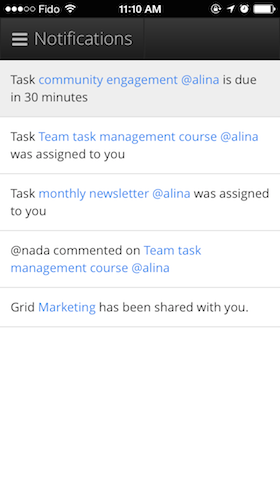 Fido 11:10 AM
Notifications
Task community engagement @alina is due
in 30 minutes
Task Team task management course @alina
was assigned to you
Task monthly newsletter @alina was assigned
to you
@nada commented on Team task
management course @alina
Grid Marketing has been shared with you.